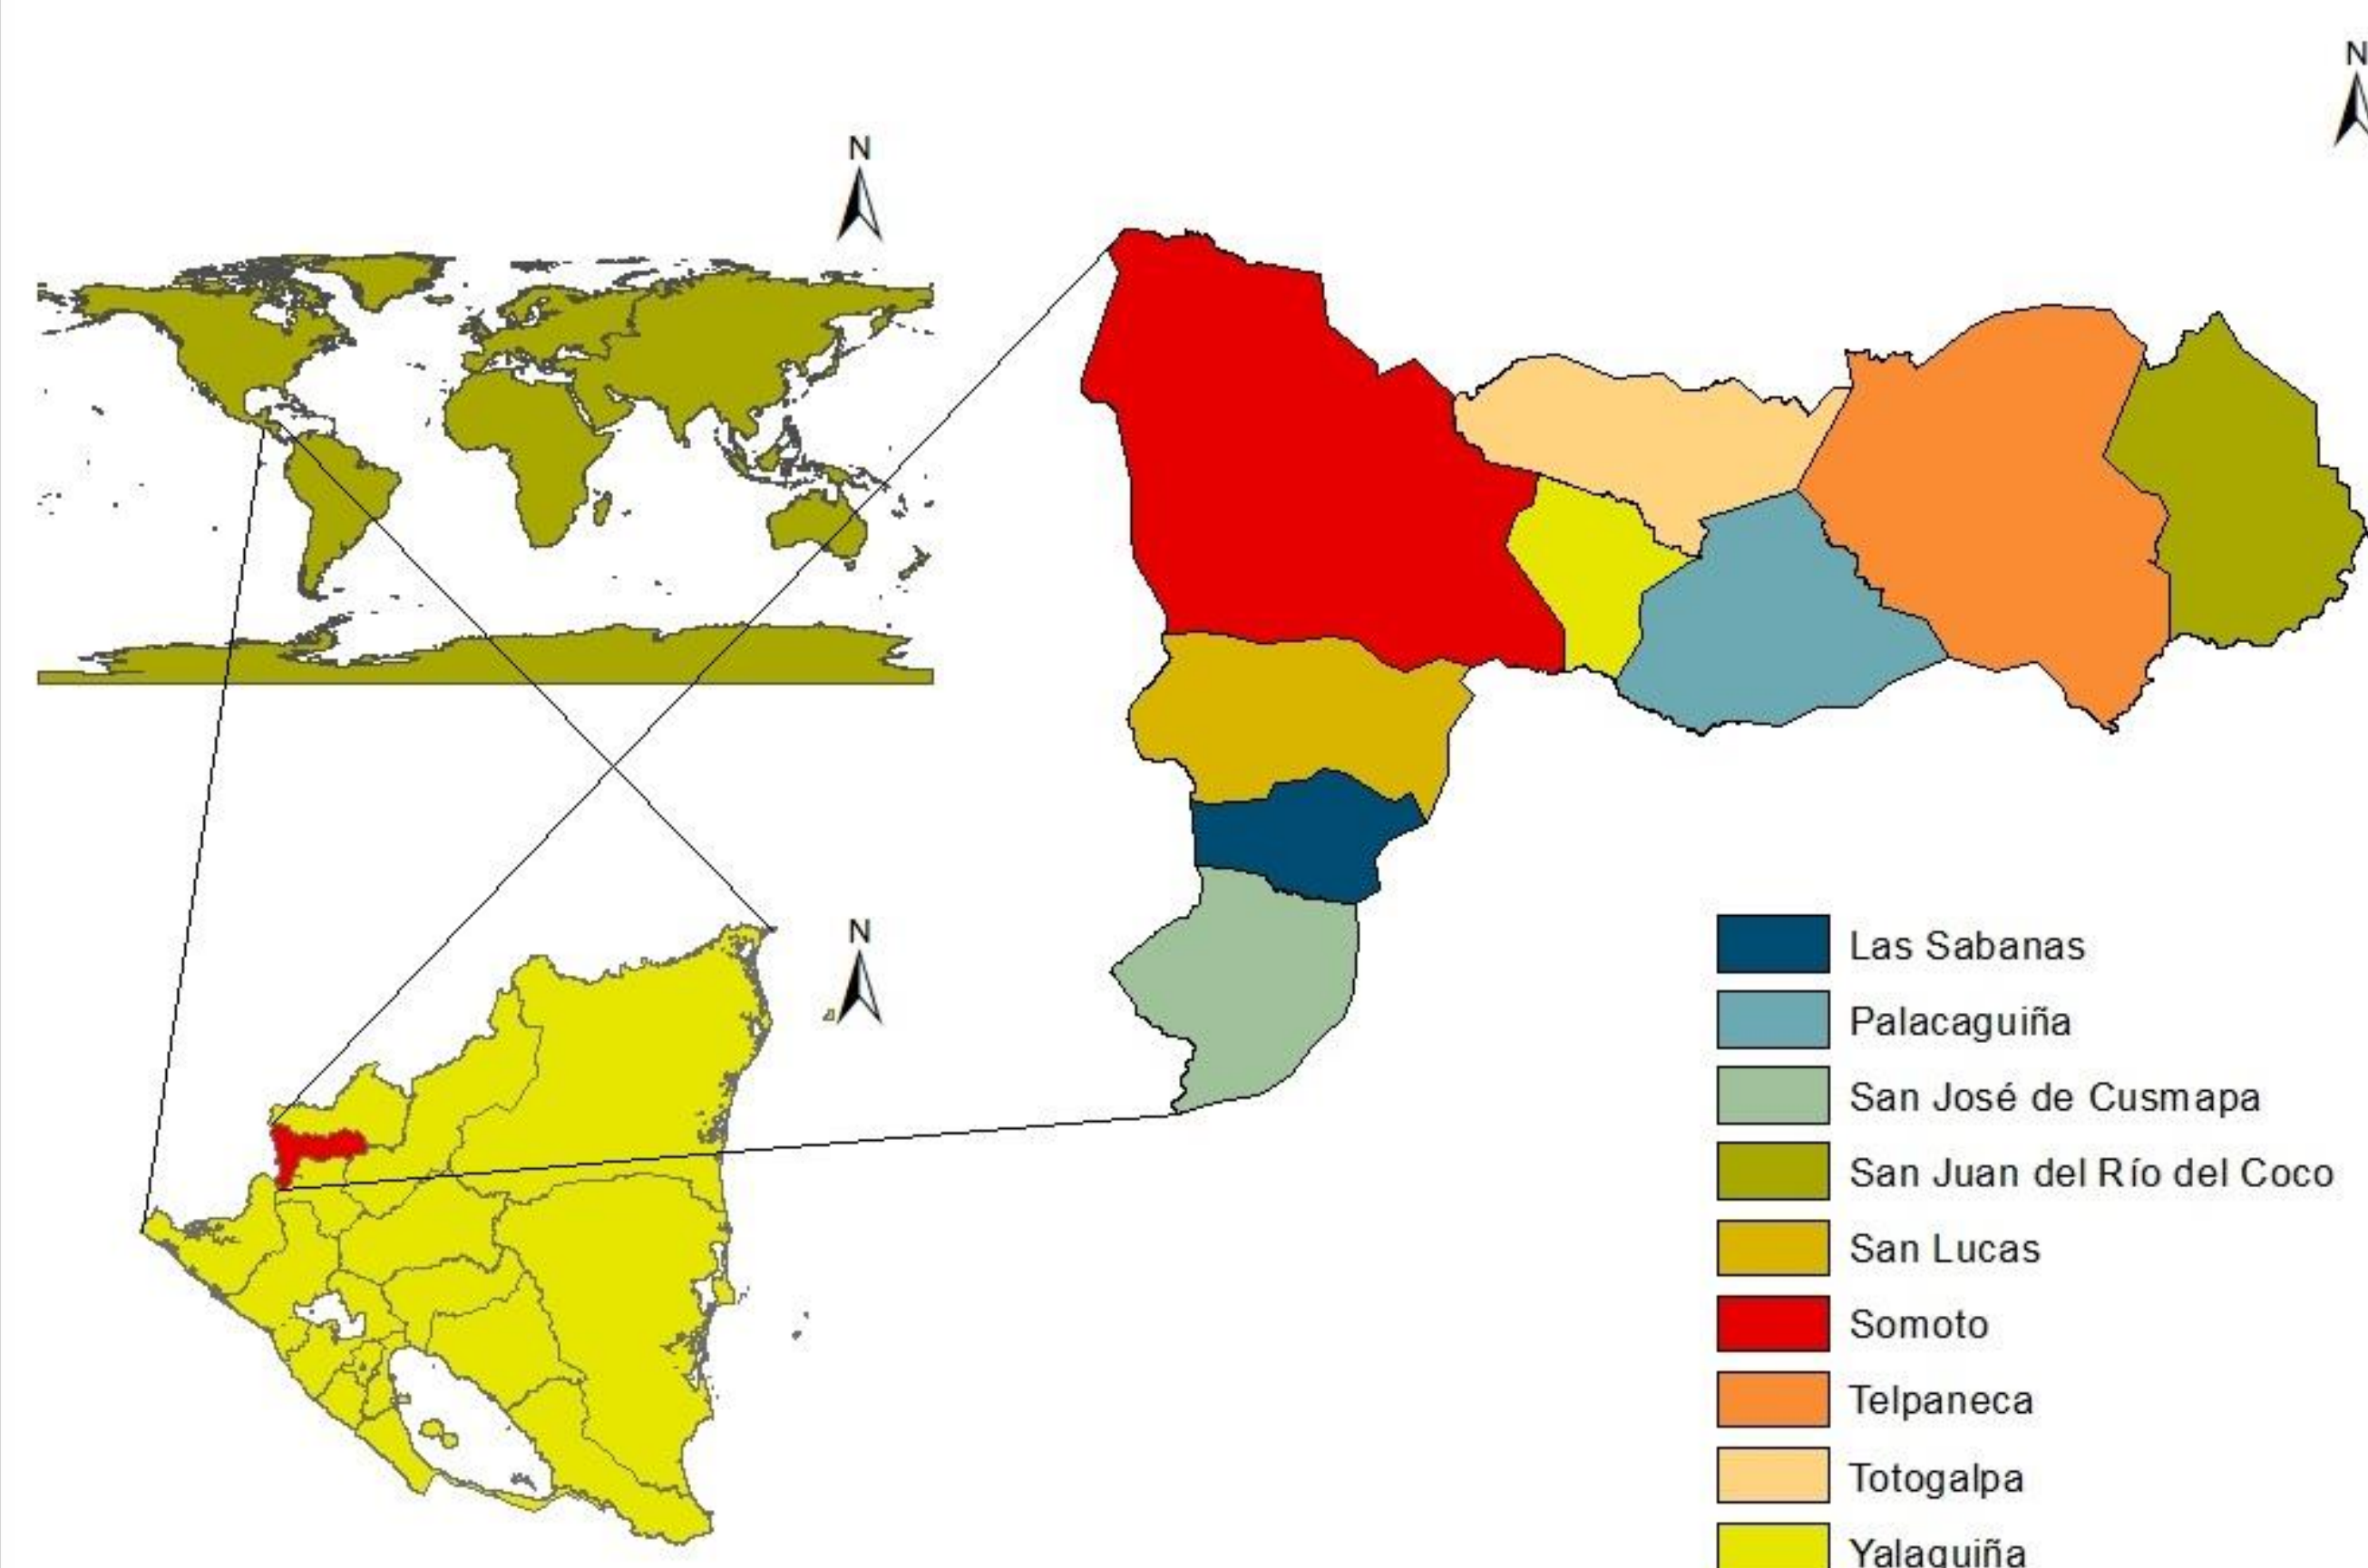 N
N
N
Las Sabanas
Palacaguiña
San José de Cusmapa
San Juan del Río del Coco
San Lucas
Somoto
Telpaneca
Totogalpa
Yalaguiña